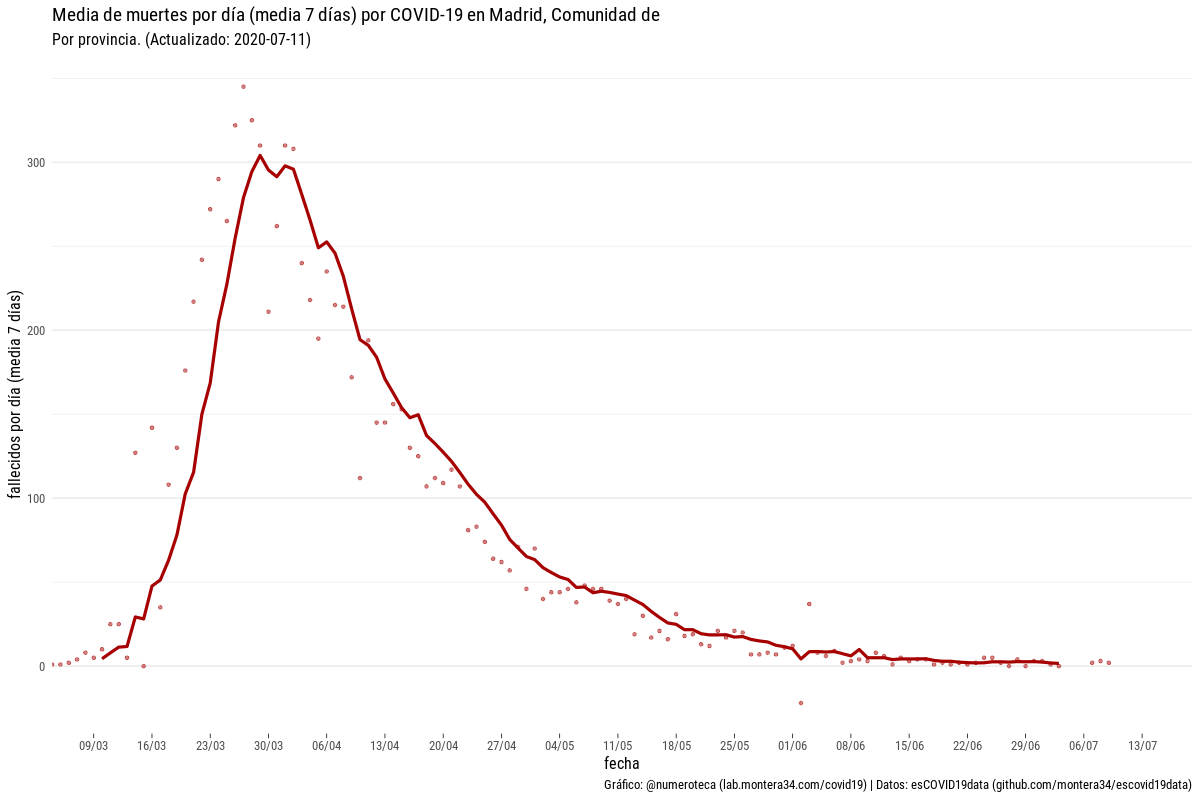 Media de muertes por día (media 7 días) por COVID-19 en Madrid, Comunidad de
Por provincia. (Actualizado: 2020-07-11)
fallecidos por día (media 7 días)
300
200
100
0
09/03 16/03 23/03 30/03 06/04 13/04 20/04 27/04 04/05 11/05 18/05 25/05 01/06 08/06 15/06 22/06 29/06 06/07 13/07
fecha
Gráfico: @numeroteca (lab.montera34.com/covid19) | Datos: esCOVID19data (github.com/montera34/escovid19data)